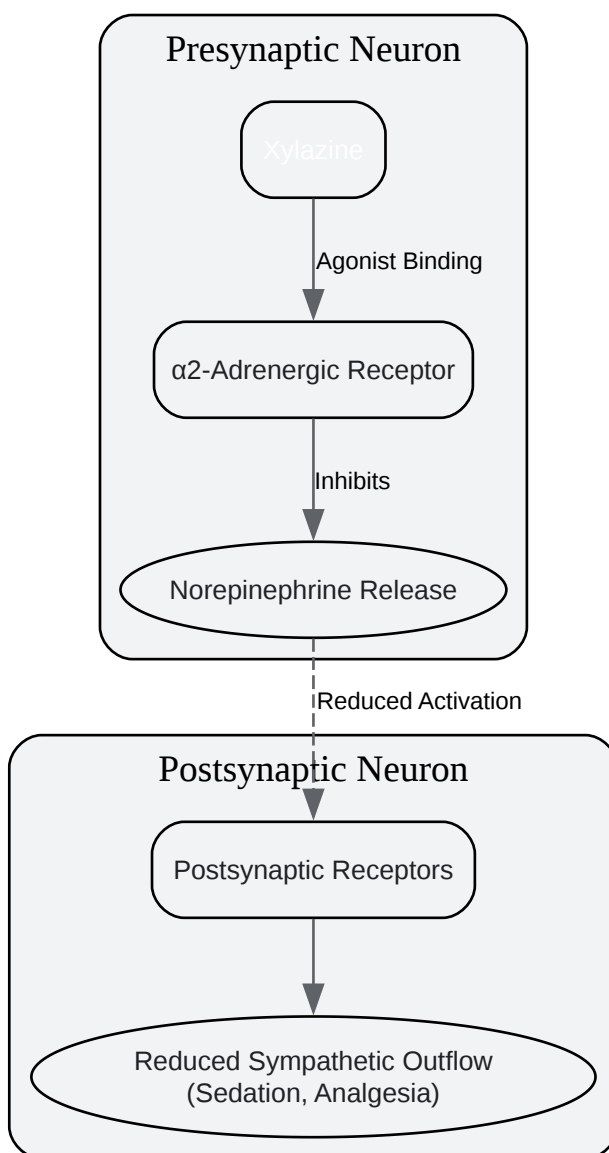 Presynaptic Neuron
Xylazine
Agonist Binding
α2-Adrenergic Receptor
Inhibits
Norepinephrine Release
Reduced Activation
Postsynaptic Neuron
Postsynaptic Receptors
Reduced Sympathetic Outflow
(Sedation, Analgesia)